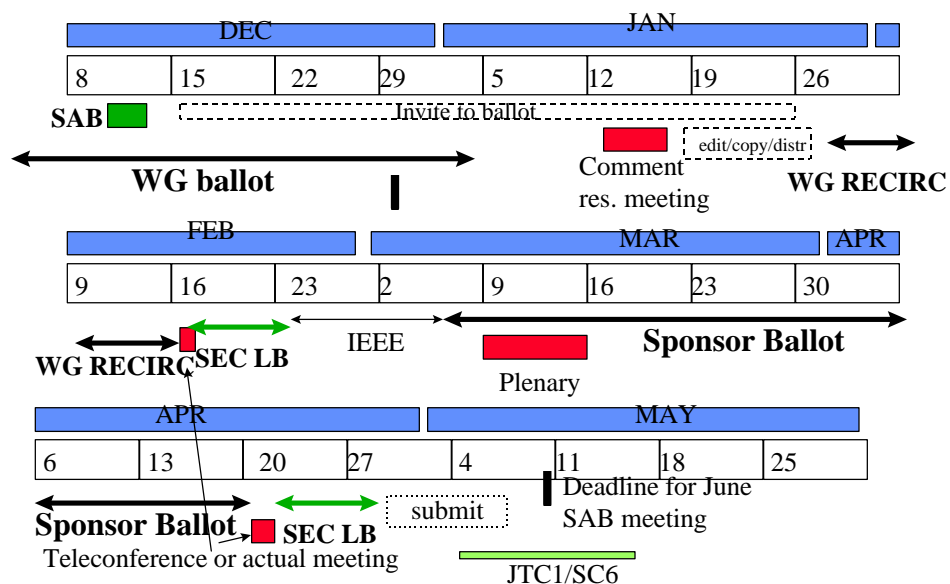 DEC JAN
8 15 22 29 5 12 19 26
SAB Invite to ballot
edit/copy/distr
WG ballot Comment WG RECIRC
res. meeting
FEB MAR APR
9 16 23 2 9 16 23 30
WG RECIRC SEC LB IEEE Sponsor Ballot
Plenary
APR MAY
6 13 20 27 4 11 18 25
Sponsor Ballot SEC LB submit Deadline for June
SAB meeting
Teleconference or actual meeting
JTC1/SC6